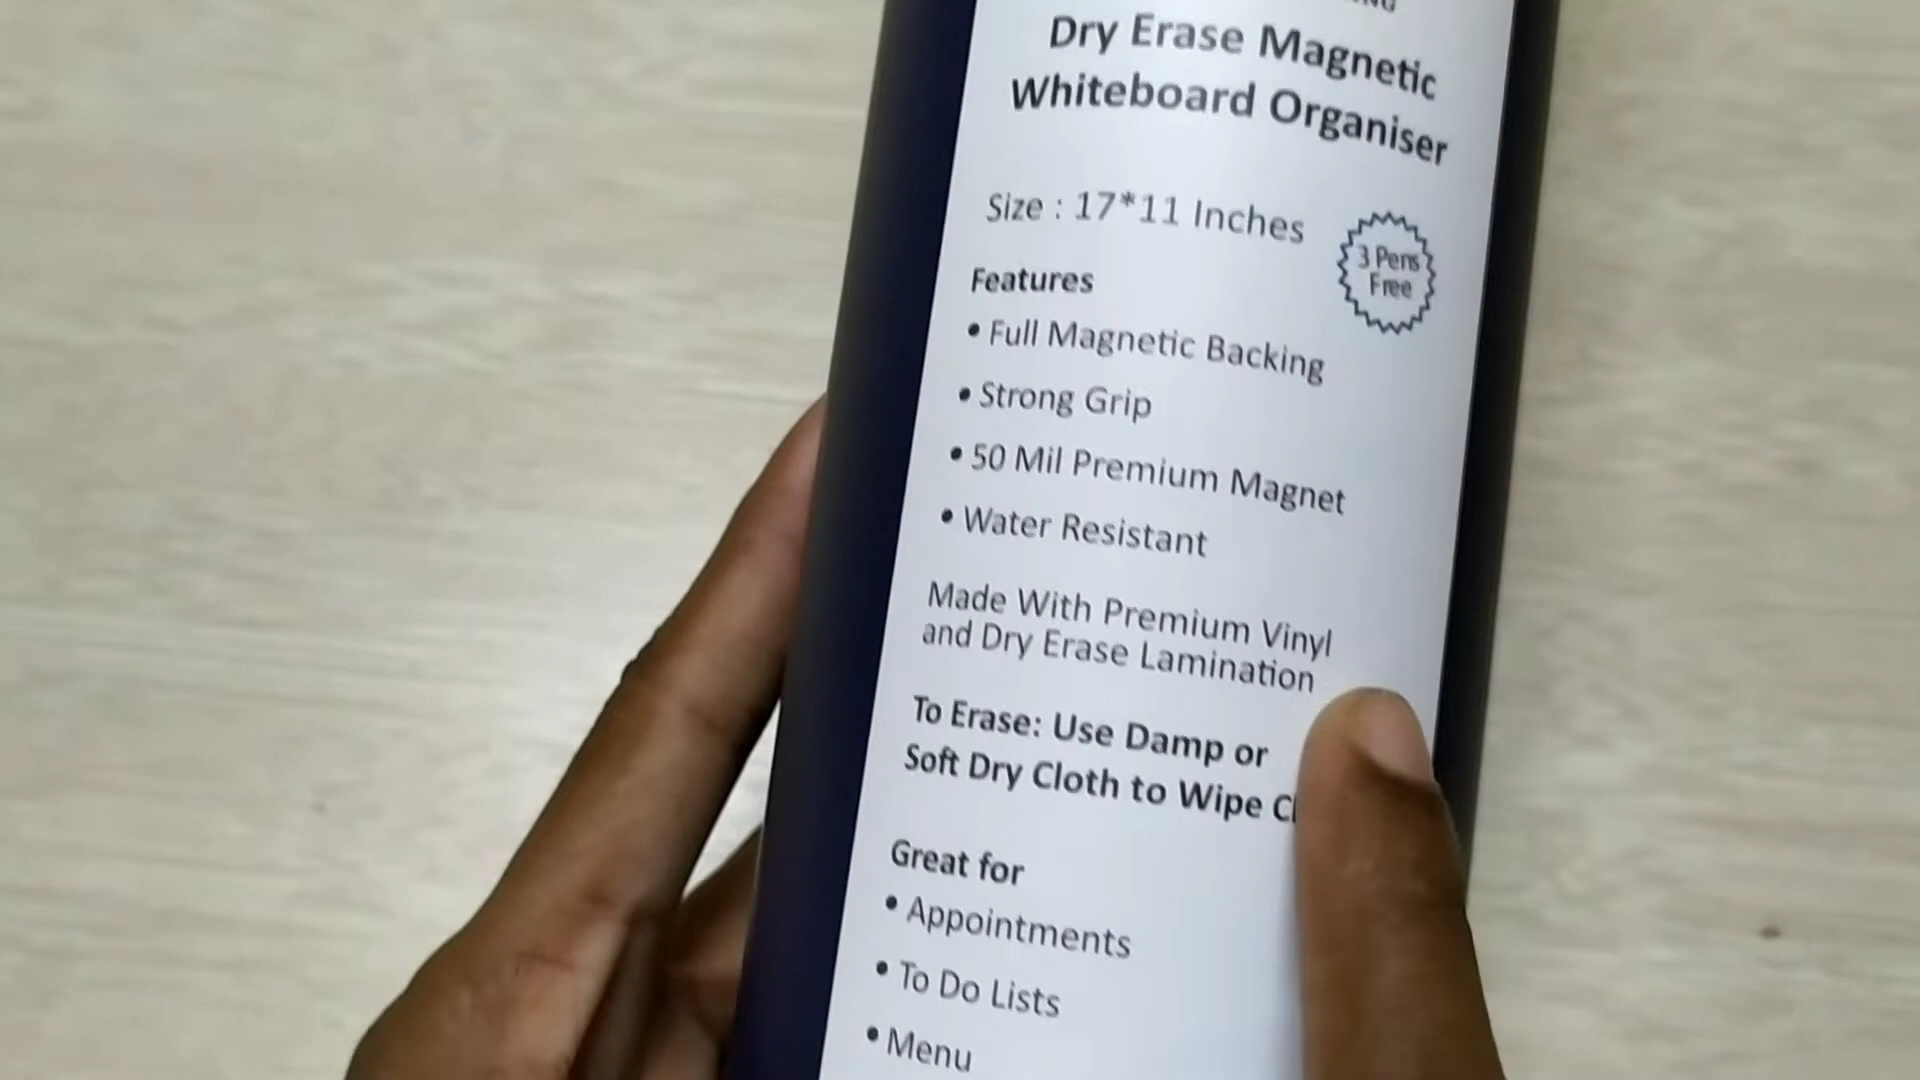 Dry Erase Magnetic
Whiteboard Organiser
Size : 17*11 Inches
3 Pens
Free
Features
• Full Magnetic Backing
• Strong Grip
• 50 Mil Premium Magnet
• Water Resistant
Made With Premium Vinyl
and Dry Erase Lamination
To Erase: Use Damp or
Soft Dry Cloth to Wipe
Great for
• Appointments
• To Do Lists
• Menu